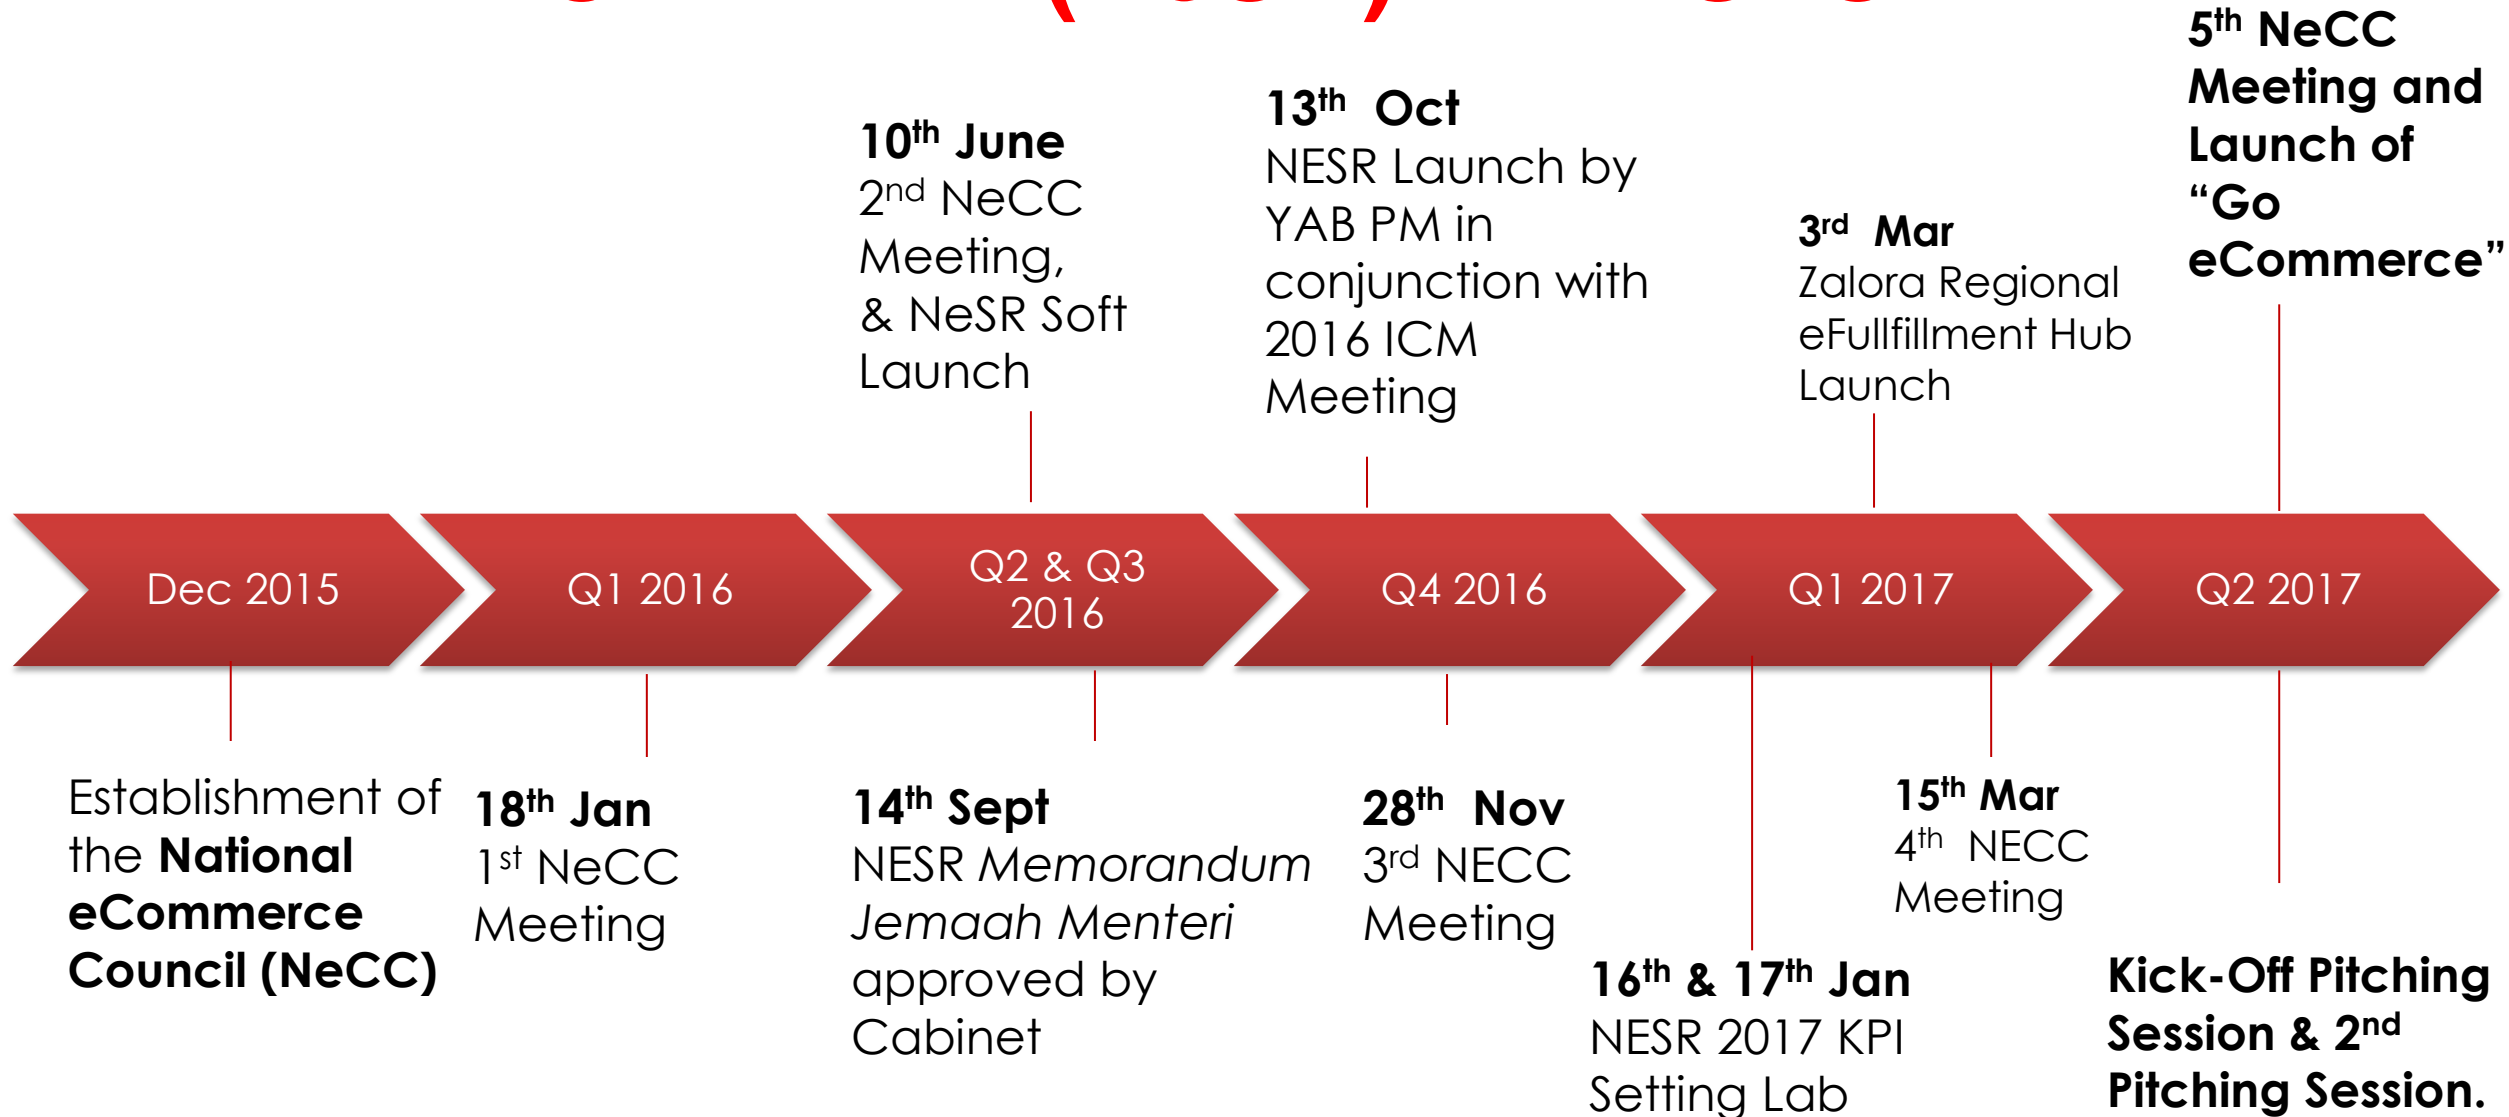 5th NeCC
Meeting and
Launch of
“Go
eCommerce”
13th Oct
NESR Launch by
YAB PM in
conjunction with
2016 ICM
Meeting
10th June
2nd NeCC
Meeting,
& NeSR Soft
Launch
3rd Mar
Zalora Regional
eFullfillment Hub
Launch
Dec 2015
Q1 2016
Q2 & Q3
2016
Q4 2016
Q1 2017
Q2 2017
Establishment of
the National
eCommerce
Council (NeCC)
18th Jan
1st NeCC
Meeting
14th Sept
NESR Memorandum
Jemaah Menteri
approved by
Cabinet
28th Nov
3rd NECC
Meeting
16th & 17th Jan
NESR 2017 KPI
Setting Lab
15th Mar
4th NECC
Meeting
Kick-Off Pitching
Session & 2nd
Pitching Session.